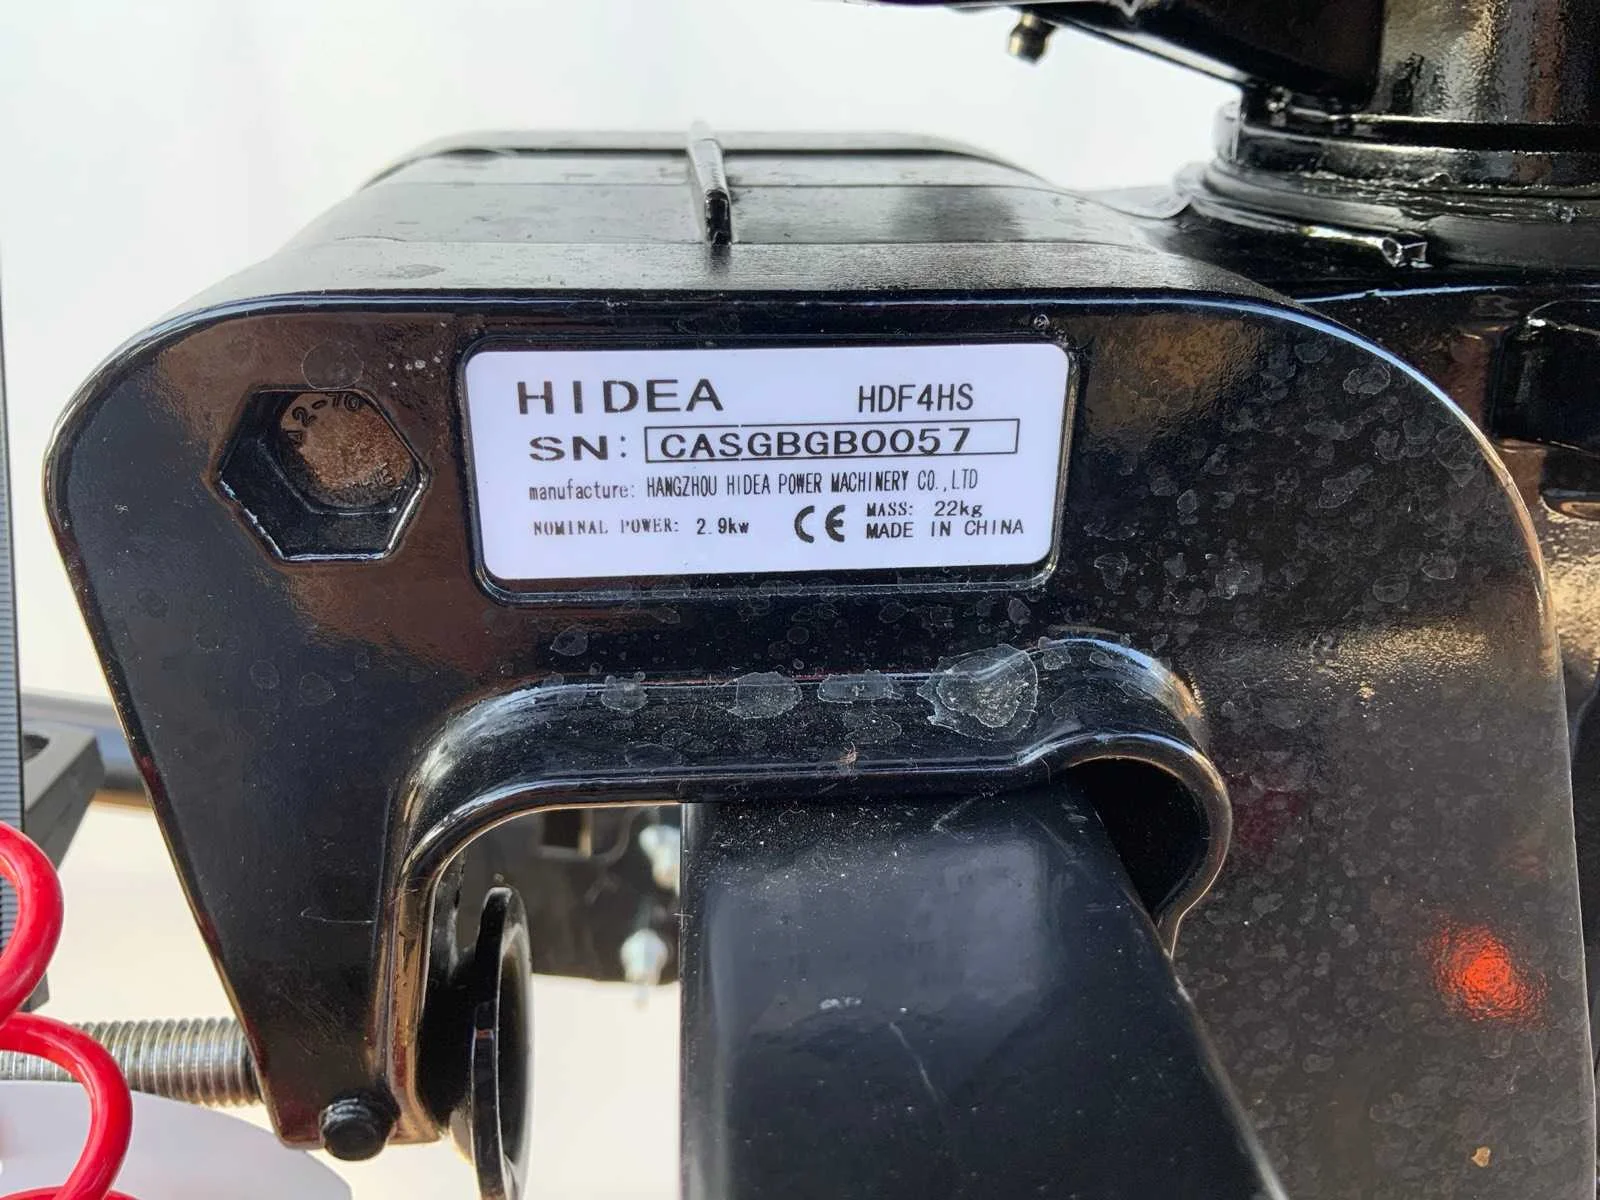 HIDEA HDF4HS
SN: CASGBGB0057
manufacture: HANGZHOU HIDEA POWER MACHINERY CO.,LTD
NOMINAL POWER: 2.9kw CE MASS: 22kg
MADE IN CHINA